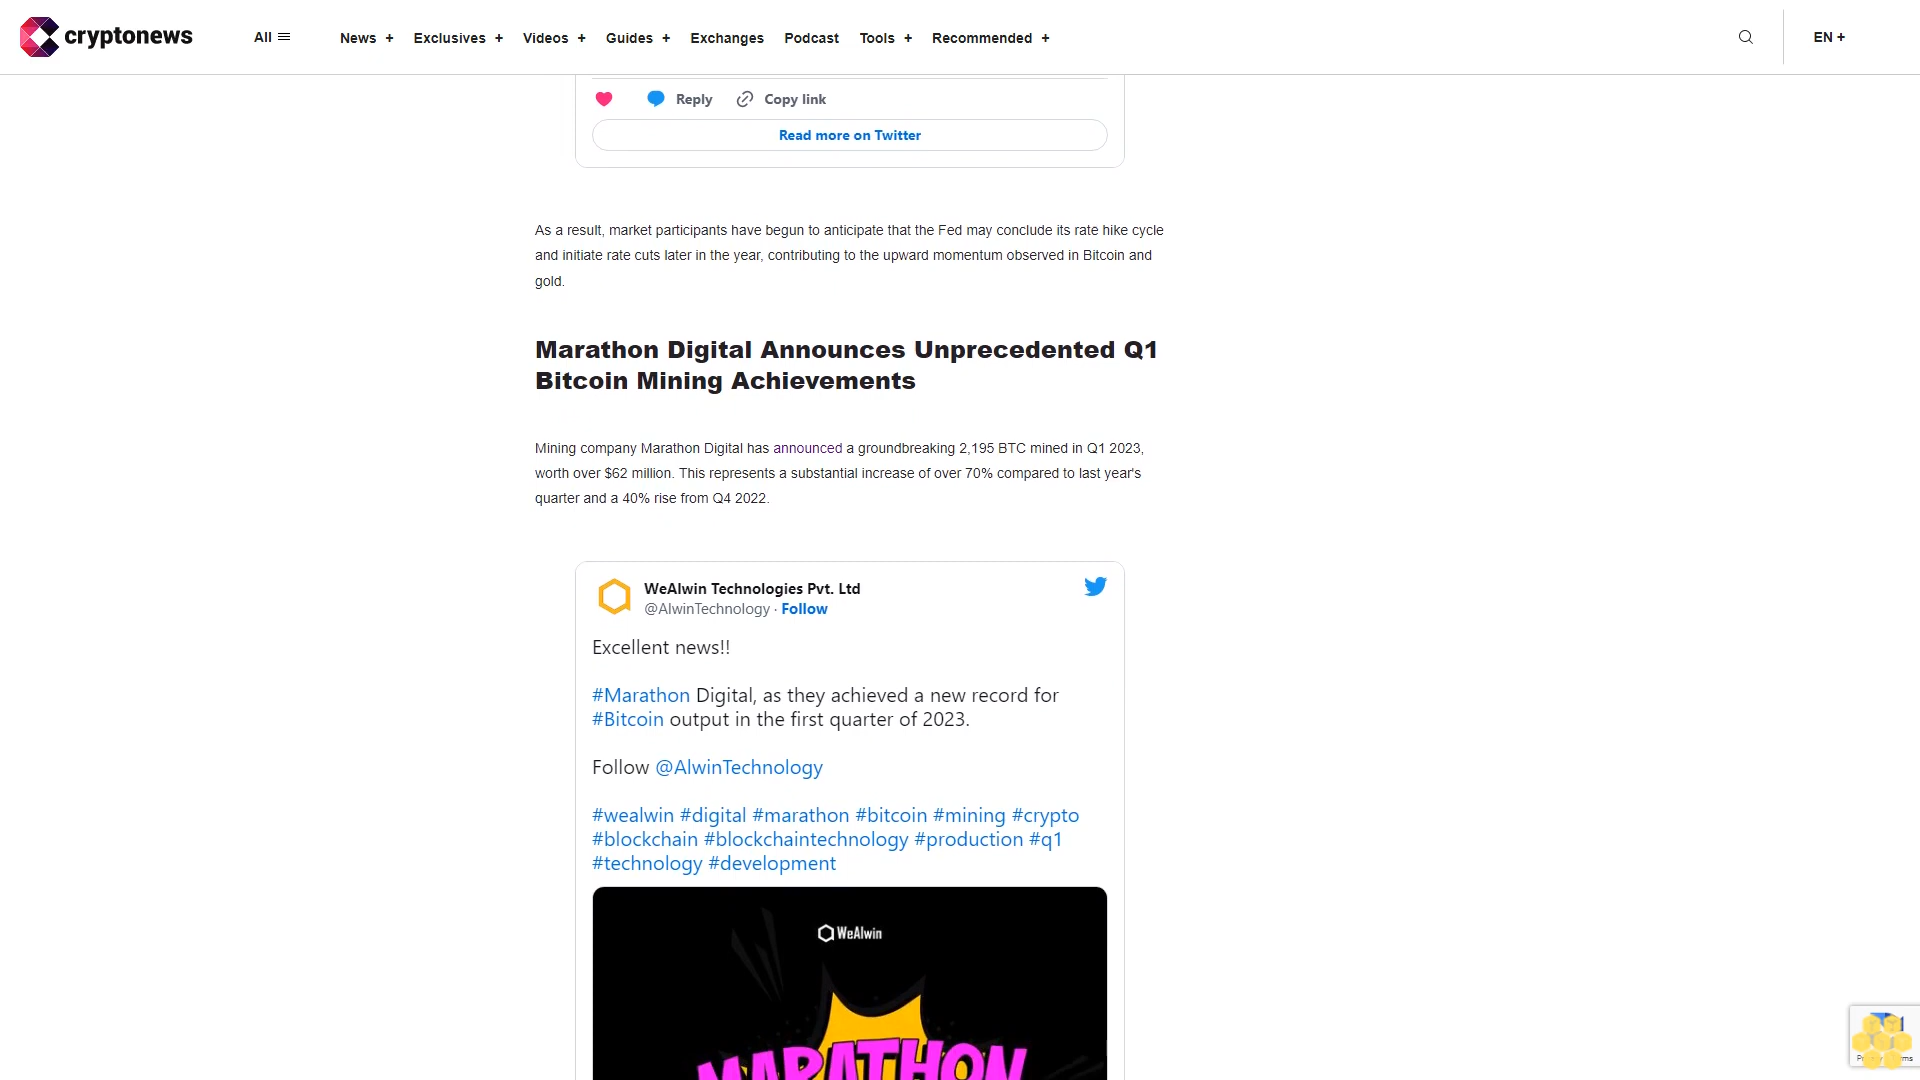 cryptonews
All
News +
Exclusives +
Videos +
Guides +
Exchanges
Podcast
Tools +
Recommended +
EN +
Reply
Copy link
Read more on Twitter
As a result, market participants have begun to anticipate that the Fed may conclude its rate hike cycle
and initiate rate cuts later in the year, contributing to the upward momentum observed in Bitcoin and
gold.
Marathon Digital Announces Unprecedented Q1
Bitcoin Mining Achievements
Mining company Marathon Digital has announced a groundbreaking 2,195 BTC mined in Q1 2023,
worth over $62 million. This represents a substantial increase of over 70% compared to last year's
quarter and a 40% rise from Q4 2022.
WeAlwin Technologies Pvt. Ltd
@AlwinTechnology · Follow
Excellent news!!
#Marathon Digital, as they achieved a new record for
#Bitcoin output in the first quarter of 2023.
Follow @AlwinTechnology
#wealwin #digital #marathon #bitcoin #mining #crypto
#blockchain #blockchaintechnology #production #q1
#technology #development
WeAlwin
MARATHON